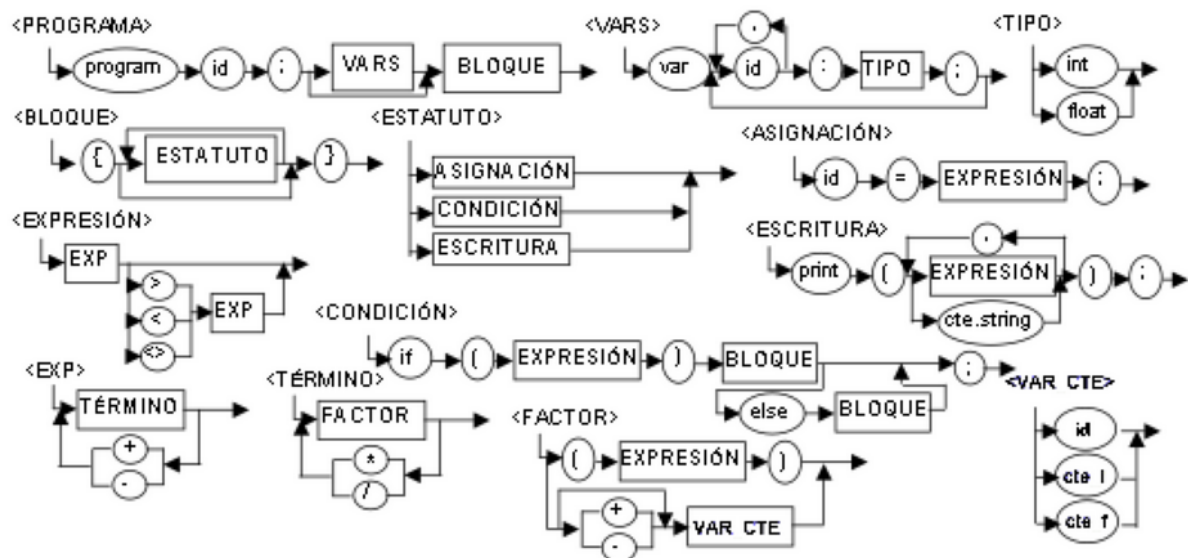 <PROGRAMA>
program id ; VARS BLOQUE
<VARS>
,
var id : TIPO ;
<TIPO>
int
float
<BLOQUE>
{ ESTATUTO }
<ESTATUTO>
ASIGNACIÓN
CONDICIÓN
ESCRITURA
<ASIGNACIÓN>
id = EXPRESIÓN ;
<EXPRESIÓN>
EXP
>
<
<>
EXP
<ESCRITURA>
,
print ( EXPRESIÓN ) ;
cte.string
<CONDICIÓN>
if ( EXPRESIÓN ) BLOQUE ;
else BLOQUE
<EXP>
TÉRMINO
+
-
<TÉRMINO>
FACTOR
*
/
<FACTOR>
( EXPRESIÓN )
+
-
VAR CTE
<VAR CTE>
id
cte I
cte f